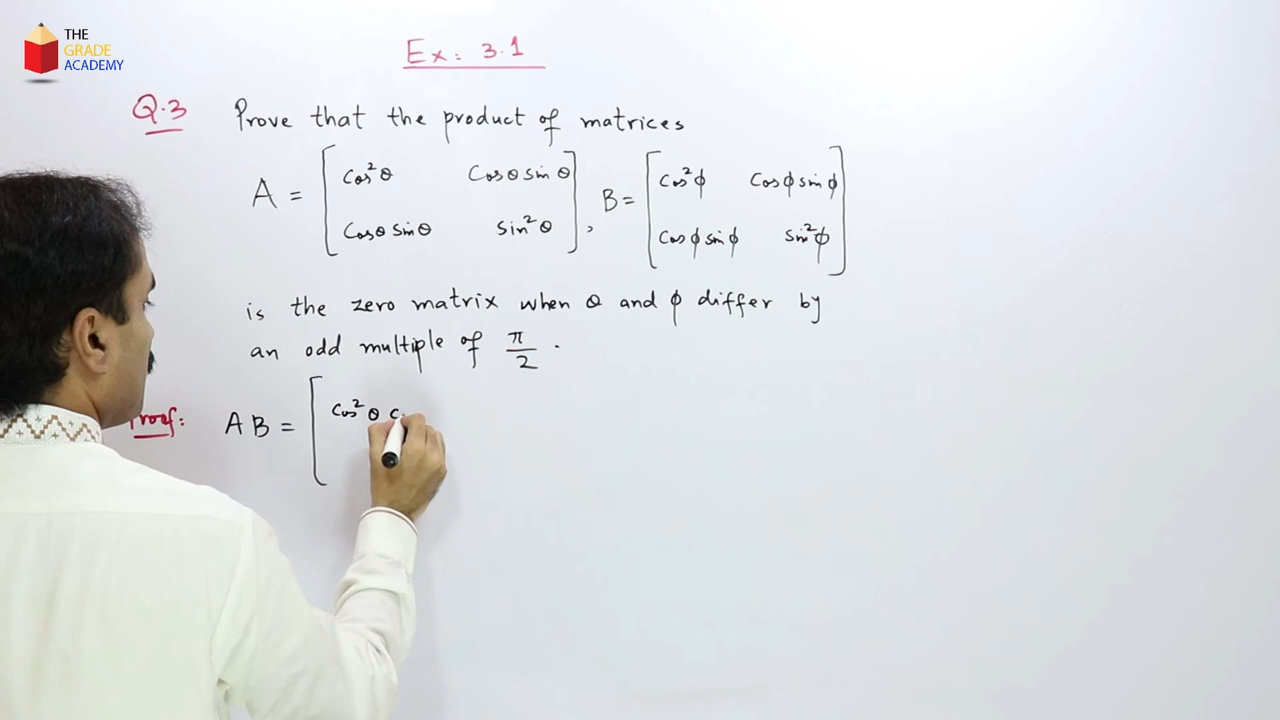 THE
GRADE
ACADEMY
Ex: 3.1
Q.3 Prove that the product of matrices
A = [ cos²θ Cosθ sinθ
Cosθ sinθ sin²θ ] , B = [ cos²ϕ Cosϕ sinϕ
Cosϕ sinϕ sin²ϕ ]
is the zero matrix when θ and ϕ differ by
an odd multiple of π/2 .
Proof: AB = [ cos²θ c